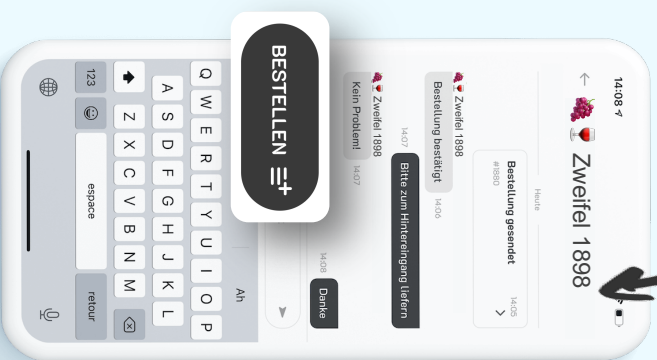 14:08
🍇🍷 Zweifel 1898
Heute
Bestellung gesendet
#1880
14:05
🍇🍷 Zweifel 1898
Bestellung bestätigt
14:06
14:07
Bitte zum Hintereingang liefern
🍇🍷 Zweifel 1898
Kein Problem!
14:07
14:08
Danke
BESTELLEN
Ah
Q W E R T Y U I O P
A S D F G H J K L
Z X C V B N M
123
espace
retour